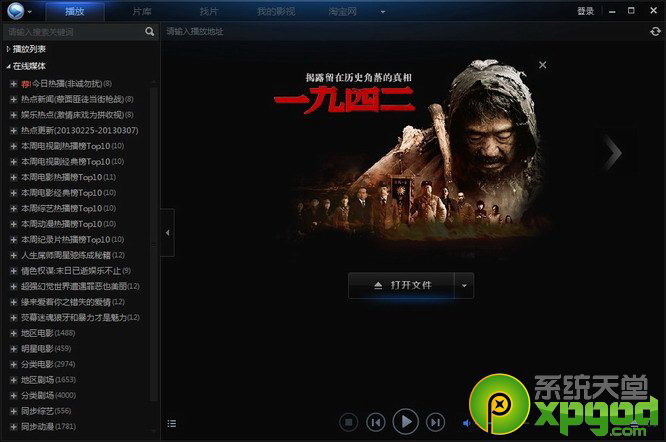 播放 片库 找片 我的影视 淘宝网 登录
请输入搜索关键词 请输入播放地址
播放列表
在线媒体
荐!今日热播(非诚勿扰)(8)
热点新闻(蒙面匪徒当街枪战)(8)
娱乐热点(激情床戏为拼收视)(8)
热点更新(20130225-20130307)
本周电视剧热播榜Top10(10)
本周电视剧经典榜Top10(10)
本周电影热播榜Top10(11)
本周电影经典榜Top10(10)
本周综艺热播榜Top10(10)
本周动漫热播榜Top10(10)
本周纪录片热播榜Top10(10)
人生席师周星驰炼成秘籍(12)
情色权谋:末日已逝娱乐不止(9)
超强幻觉世界遭遇罪恶也美丽(12)
缘来爱着你之错失的爱情(12)
荧幕迷魂狼牙和暴力才是魅力(12)
地区电影(1488)
明星电影(459)
分类电影(2974)
地区剧场(1653)
分类剧场(4000)
同步综艺(556)
同步动漫(1781)
揭露留在历史角落的真相
一九四二
打开文件
系统天堂
xpgod.com